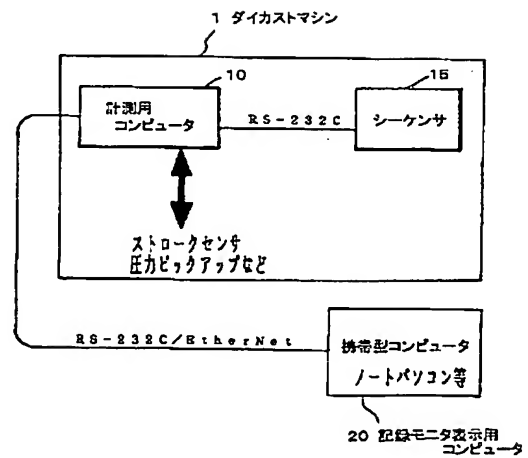 1 ダイカストマシン
10
計測用
コンピュータ
RS-232C
15
シーケンサ
ストロークセンサ
圧力ピックアップなど
RS-232C/EtherNet
携帯型コンピュータ
ノートパソコン等
20 記録モニタ表示用
コンピュータ